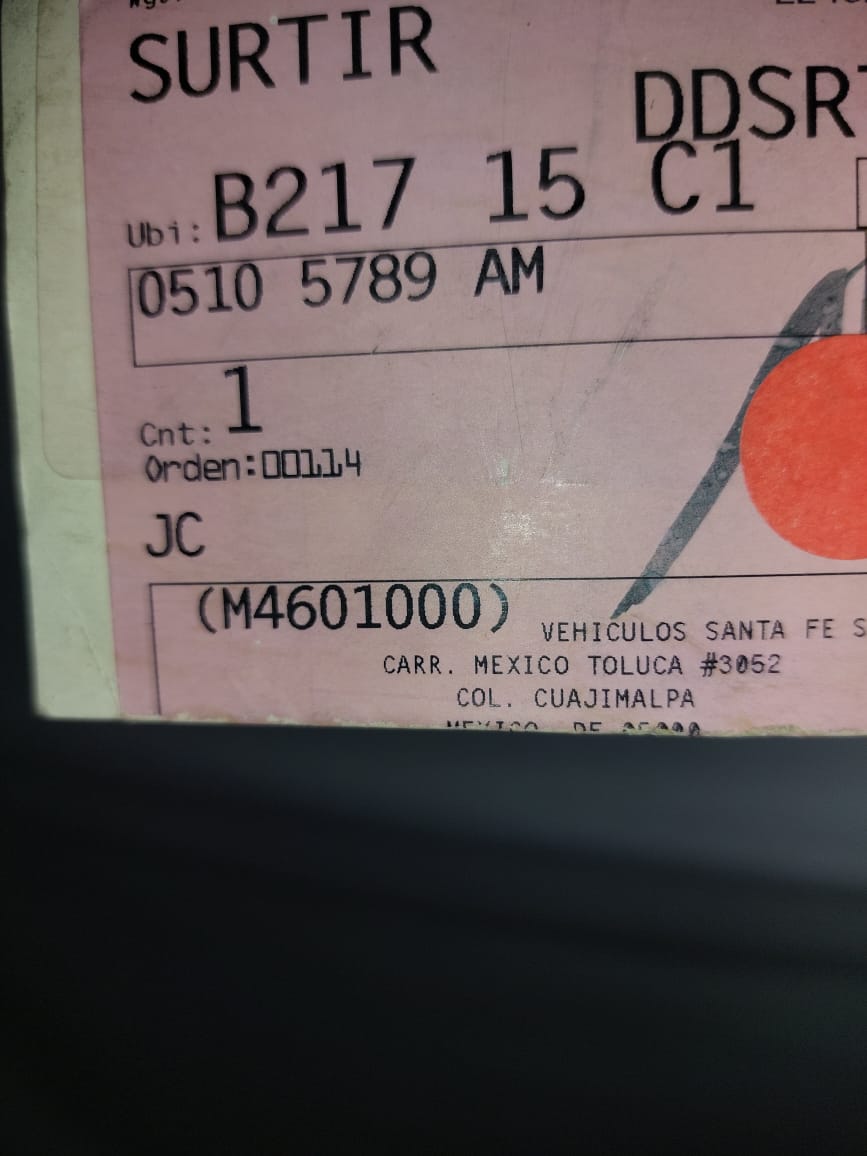 SURTIR
DDSR
Ubi: B217 15 C1
0510 5789 AM
Cnt: 1
Orden:00114
JC
(M4601000)
VEHICULOS SANTA FE S
CARR. MEXICO TOLUCA #3052
COL. CUAJIMALPA